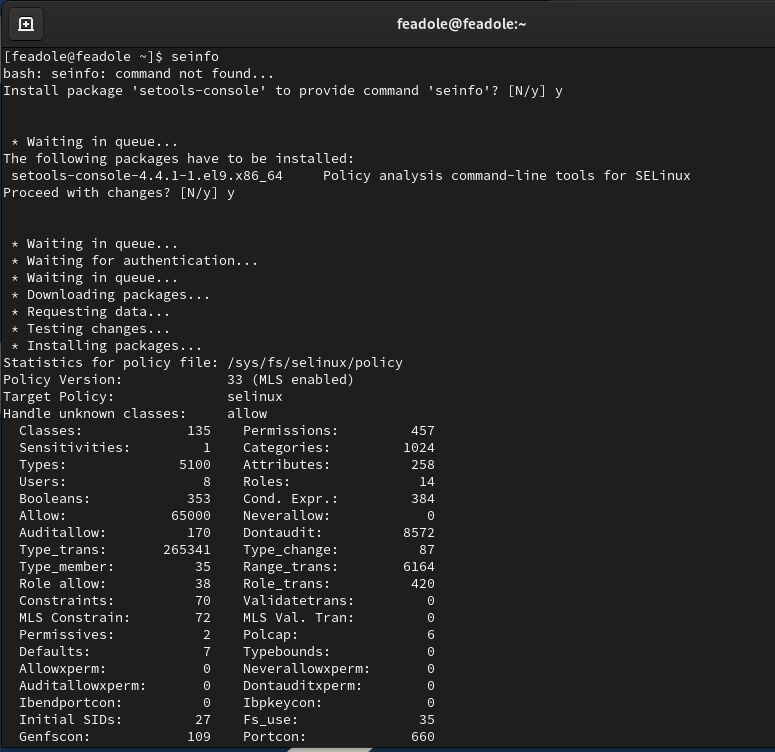 feadole@feadole:~
[feadole@feadole ~]$ seinfo
bash: seinfo: command not found...
Install package 'setools-console' to provide command 'seinfo'? [N/y] y
* Waiting in queue...
The following packages have to be installed:
setools-console-4.4.1-1.el9.x86_64 Policy analysis command-line tools for SELinux
Proceed with changes? [N/y] y
* Waiting in queue...
* Waiting for authentication...
* Waiting in queue...
* Downloading packages...
* Requesting data...
* Testing changes...
* Installing packages...
Statistics for policy file: /sys/fs/selinux/policy
Policy Version: 33 (MLS enabled)
Target Policy: selinux
Handle unknown classes: allow
Classes: 135 Permissions: 457
Sensitivities: 1 Categories: 1024
Types: 5100 Attributes: 258
Users: 8 Roles: 14
Booleans: 353 Cond. Expr.: 384
Allow: 65000 Neverallow: 0
Auditallow: 170 Dontaudit: 8572
Type_trans: 265341 Type_change: 87
Type_member: 35 Range_trans: 6164
Role allow: 38 Role_trans: 420
Constraints: 70 Validatetrans: 0
MLS Constrain: 72 MLS Val. Tran: 0
Permissives: 2 Polcap: 6
Defaults: 7 Typebounds: 0
Allowxperm: 0 Neverallowxperm: 0
Auditallowxperm: 0 Dontauditxperm: 0
Ibendportcon: 0 Ibpkeycon: 0
Initial SIDs: 27 Fs_use: 35
Genfscon: 109 Portcon: 660